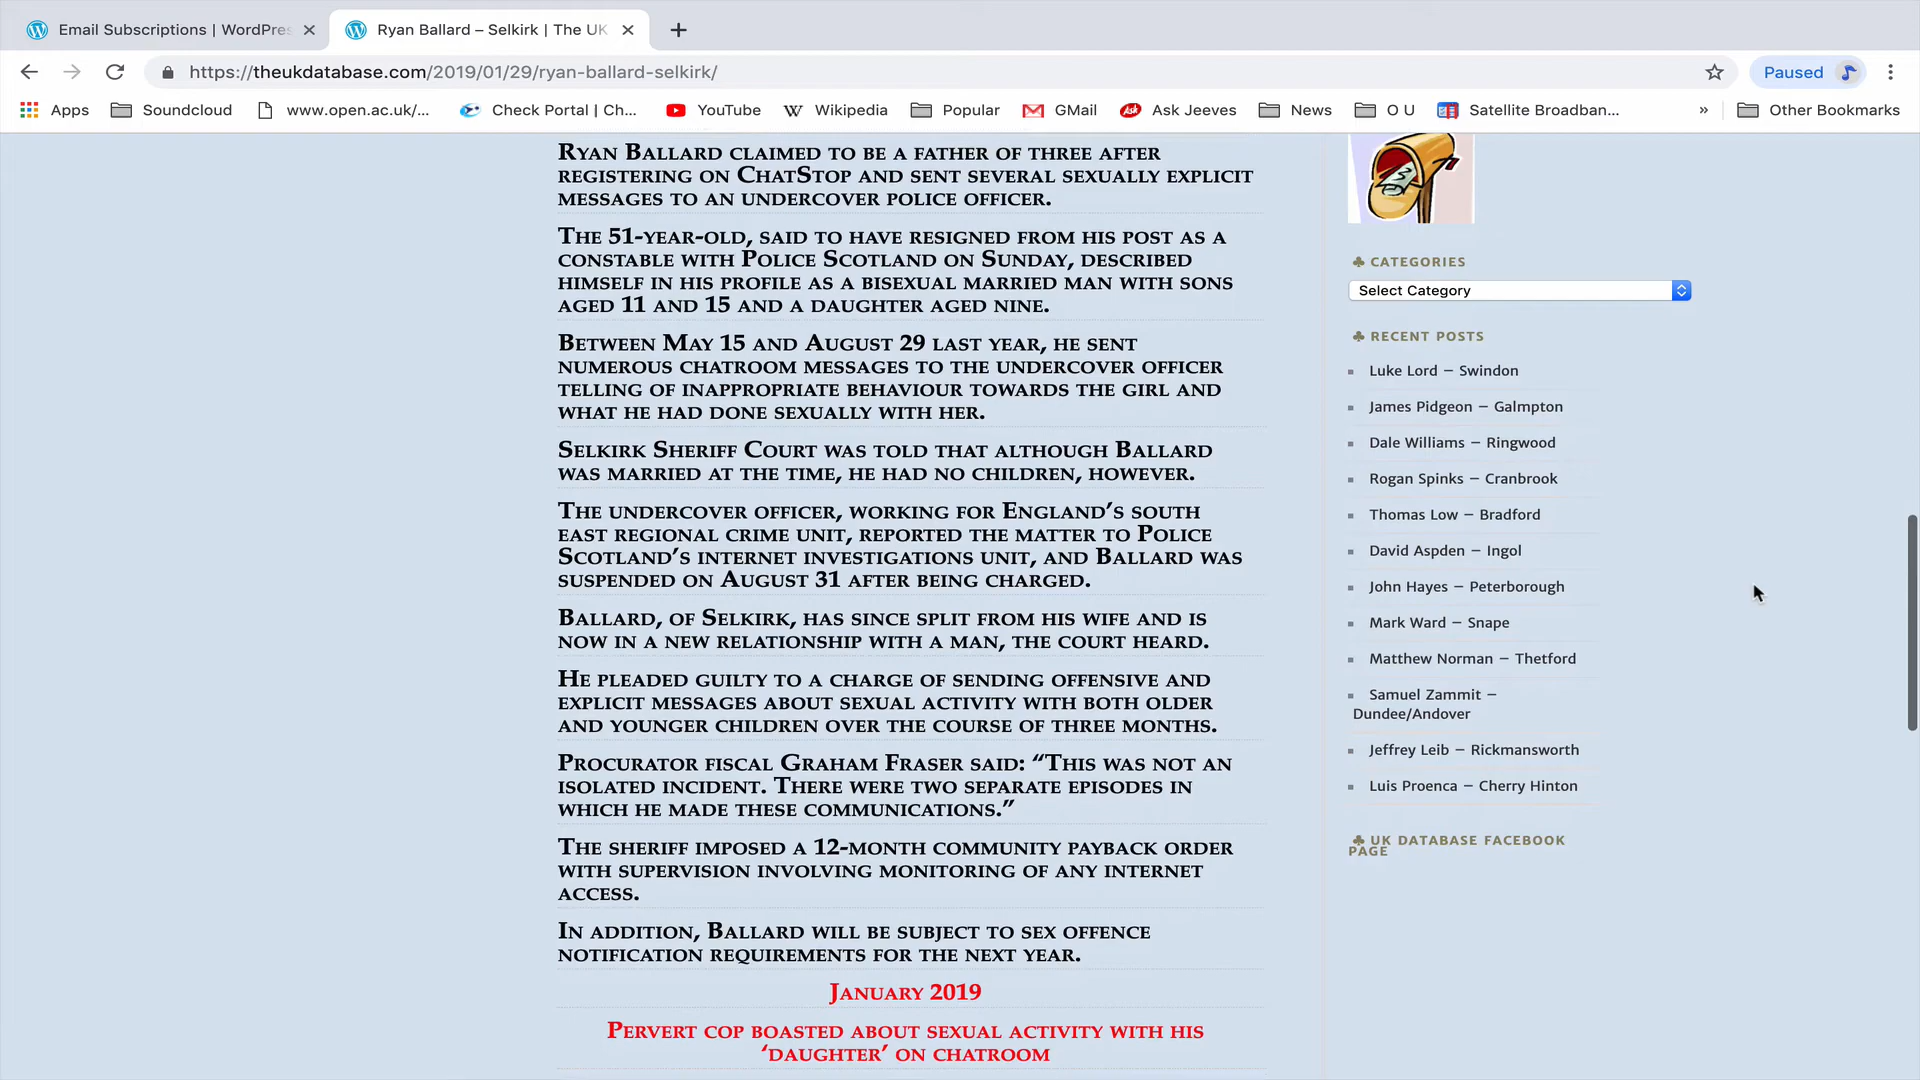 Email Subscriptions | WordPres
Ryan Ballard – Selkirk | The UK
https://theukdatabase.com/2019/01/29/ryan-ballard-selkirk/
Paused
Apps
Soundcloud
www.open.ac.uk/...
Check Portal | Ch...
YouTube
W Wikipedia
Popular
GMail
Ask Ask Jeeves
News
O U
Satellite Broadban...
»
Other Bookmarks
Ryan Ballard claimed to be a father of three after
registering on ChatStop and sent several sexually explicit
messages to an undercover police officer.
The 51-year-old, said to have resigned from his post as a
constable with Police Scotland on Sunday, described
himself in his profile as a bisexual married man with sons
aged 11 and 15 and a daughter aged nine.
Between May 15 and August 29 last year, he sent
numerous chatroom messages to the undercover officer
telling of inappropriate behaviour towards the girl and
what he had done sexually with her.
Selkirk Sheriff Court was told that although Ballard
was married at the time, he had no children, however.
The undercover officer, working for England’s south
east regional crime unit, reported the matter to Police
Scotland’s internet investigations unit, and Ballard was
suspended on August 31 after being charged.
Ballard, of Selkirk, has since split from his wife and is
now in a new relationship with a man, the court heard.
He pleaded guilty to a charge of sending offensive and
explicit messages about sexual activity with both older
and younger children over the course of three months.
Procurator fiscal Graham Fraser said: “This was not an
isolated incident. There were two separate episodes in
which he made these communications.”
The sheriff imposed a 12-month community payback order
with supervision involving monitoring of any internet
access.
In addition, Ballard will be subject to sex offence
notification requirements for the next year.
January 2019
Pervert cop boasted about sexual activity with his
‘daughter’ on chatroom
CATEGORIES
Select Category
RECENT POSTS
Luke Lord – Swindon
James Pidgeon – Galmpton
Dale Williams – Ringwood
Rogan Spinks – Cranbrook
Thomas Low – Bradford
David Aspden – Ingol
John Hayes – Peterborough
Mark Ward – Snape
Matthew Norman – Thetford
Samuel Zammit –
Dundee/Andover
Jeffrey Leib – Rickmansworth
Luis Proenca – Cherry Hinton
UK DATABASE FACEBOOK
PAGE